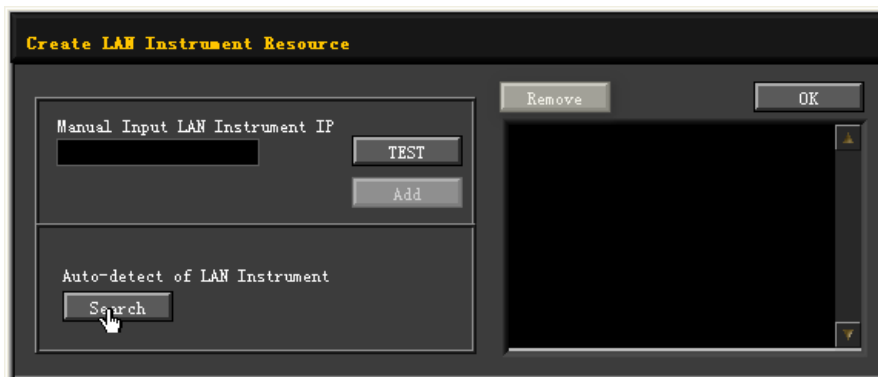 Create LAN Instrument Resource
Remove
OK
Manual Input LAN Instrument IP
TEST
Add
Auto-detect of LAN Instrument
Search